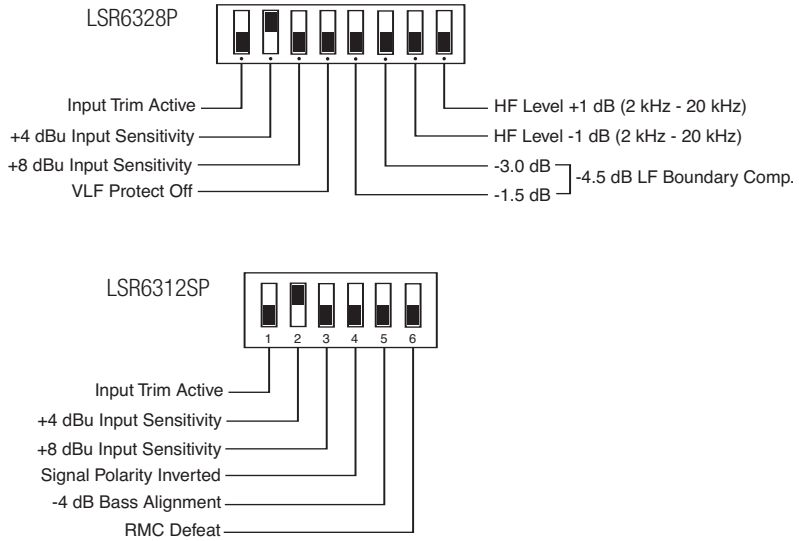 LSR6328P
Input Trim Active
+4 dBu Input Sensitivity
+8 dBu Input Sensitivity
VLF Protect Off
HF Level +1 dB (2 kHz - 20 kHz)
HF Level -1 dB (2 kHz - 20 kHz)
-3.0 dB
-1.5 dB
-4.5 dB LF Boundary Comp.
LSR6312SP
1 2 3 4 5 6
Input Trim Active
+4 dBu Input Sensitivity
+8 dBu Input Sensitivity
Signal Polarity Inverted
-4 dB Bass Alignment
RMC Defeat